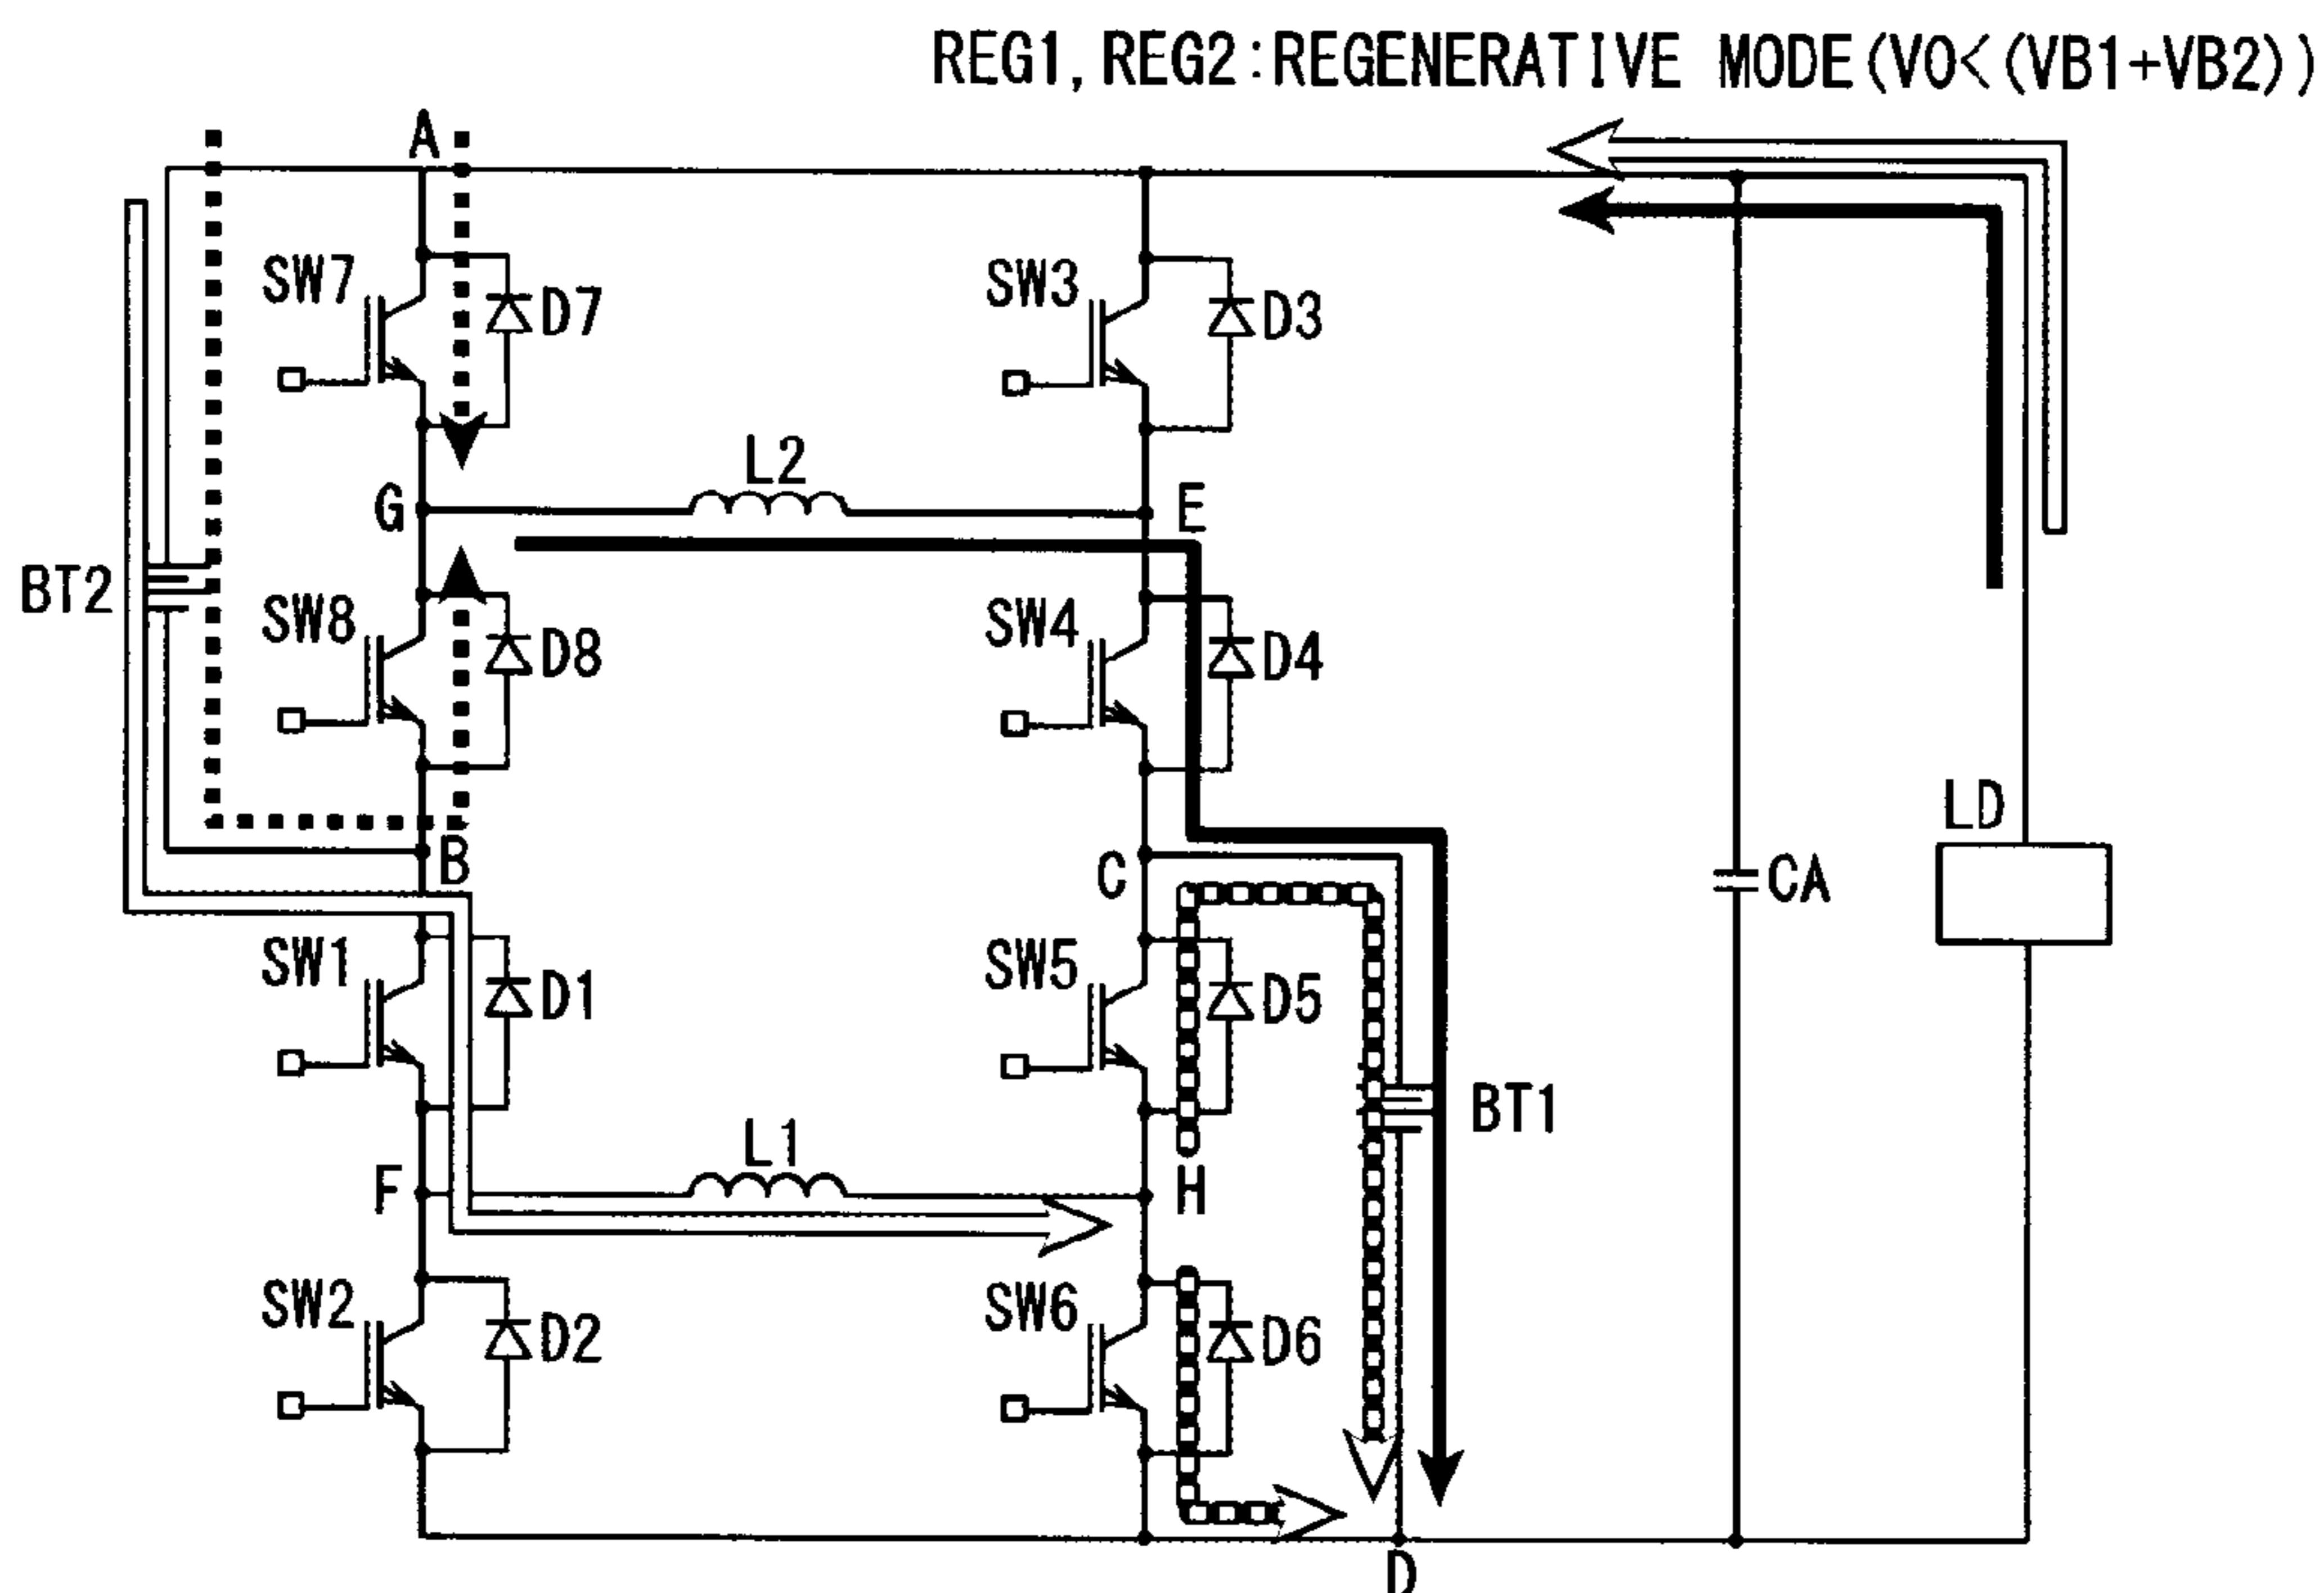 REG1, REG2:REGENERATIVE MODE(VO<(VB1+VB2))
A
SW7
D7
SW3
D3
L2
G
E
BT2
SW8
D8
SW4
D4
LD
B
C
CA
SW1
D1
SW5
D5
BT1
L1
F
H
SW2
D2
SW6
D6
D